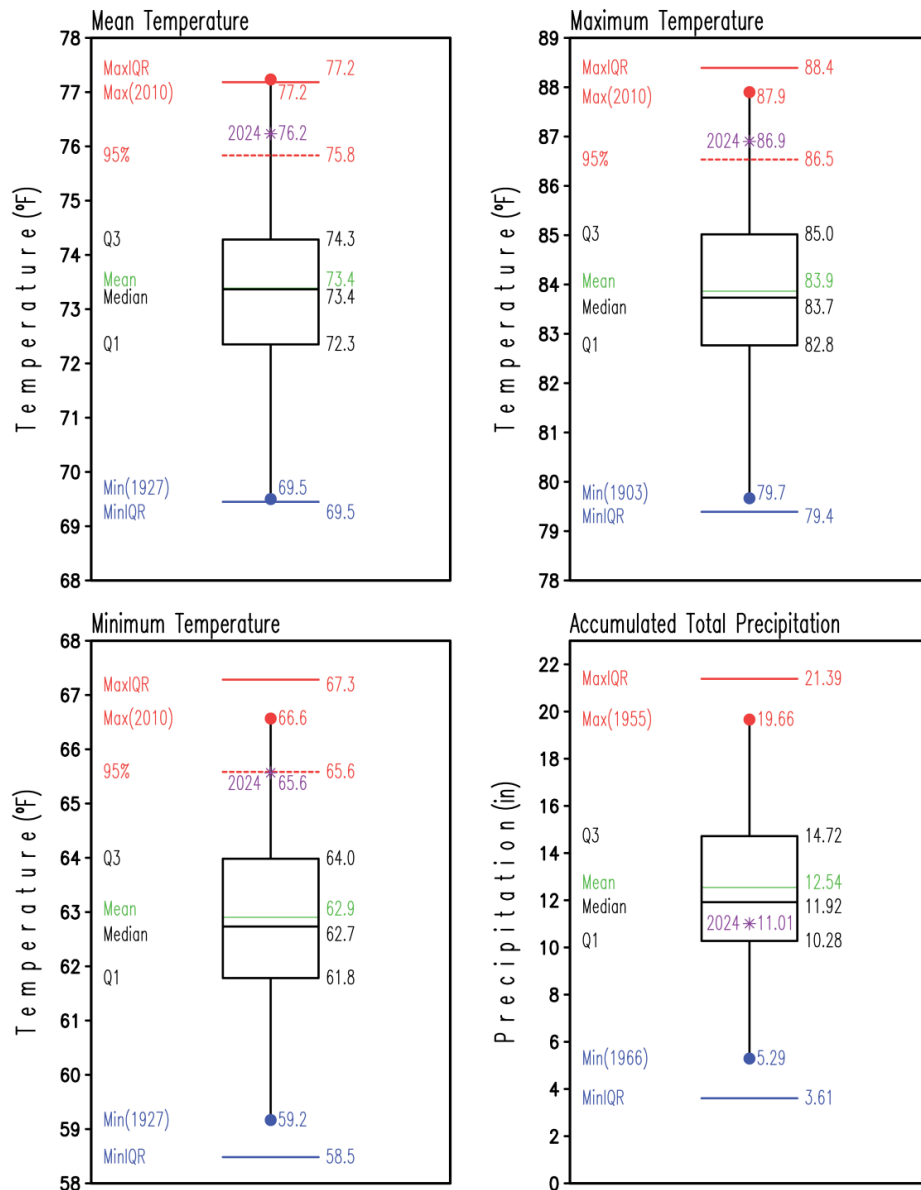 Mean Temperature
Temperature (ºF)
78
77
76
75
74
73
72
71
70
69
68
MaxIQR 77.2
Max(2010) 77.2
2024 * 76.2
95% 75.8
Q3 74.3
Mean 73.4
Median 73.4
Q1 72.3
Min(1927) 69.5
MinIQR 69.5
Maximum Temperature
Temperature (ºF)
89
88
87
86
85
84
83
82
81
80
79
78
MaxIQR 88.4
Max(2010) 87.9
2024 * 86.9
95% 86.5
Q3 85.0
Mean 83.9
Median 83.7
Q1 82.8
Min(1903) 79.7
MinIQR 79.4
Minimum Temperature
Temperature (ºF)
68
67
66
65
64
63
62
61
60
59
58
MaxIQR 67.3
Max(2010) 66.6
95% 65.6
2024 * 65.6
Q3 64.0
Mean 62.9
Median 62.7
Q1 61.8
Min(1927) 59.2
MinIQR 58.5
Accumulated Total Precipitation
Precipitation (in)
22
20
18
16
14
12
10
8
6
4
2
0
MaxIQR 21.39
Max(1955) 19.66
Q3 14.72
Mean 12.54
Median 11.92
2024 * 11.01
Q1 10.28
Min(1966) 5.29
MinIQR 3.61